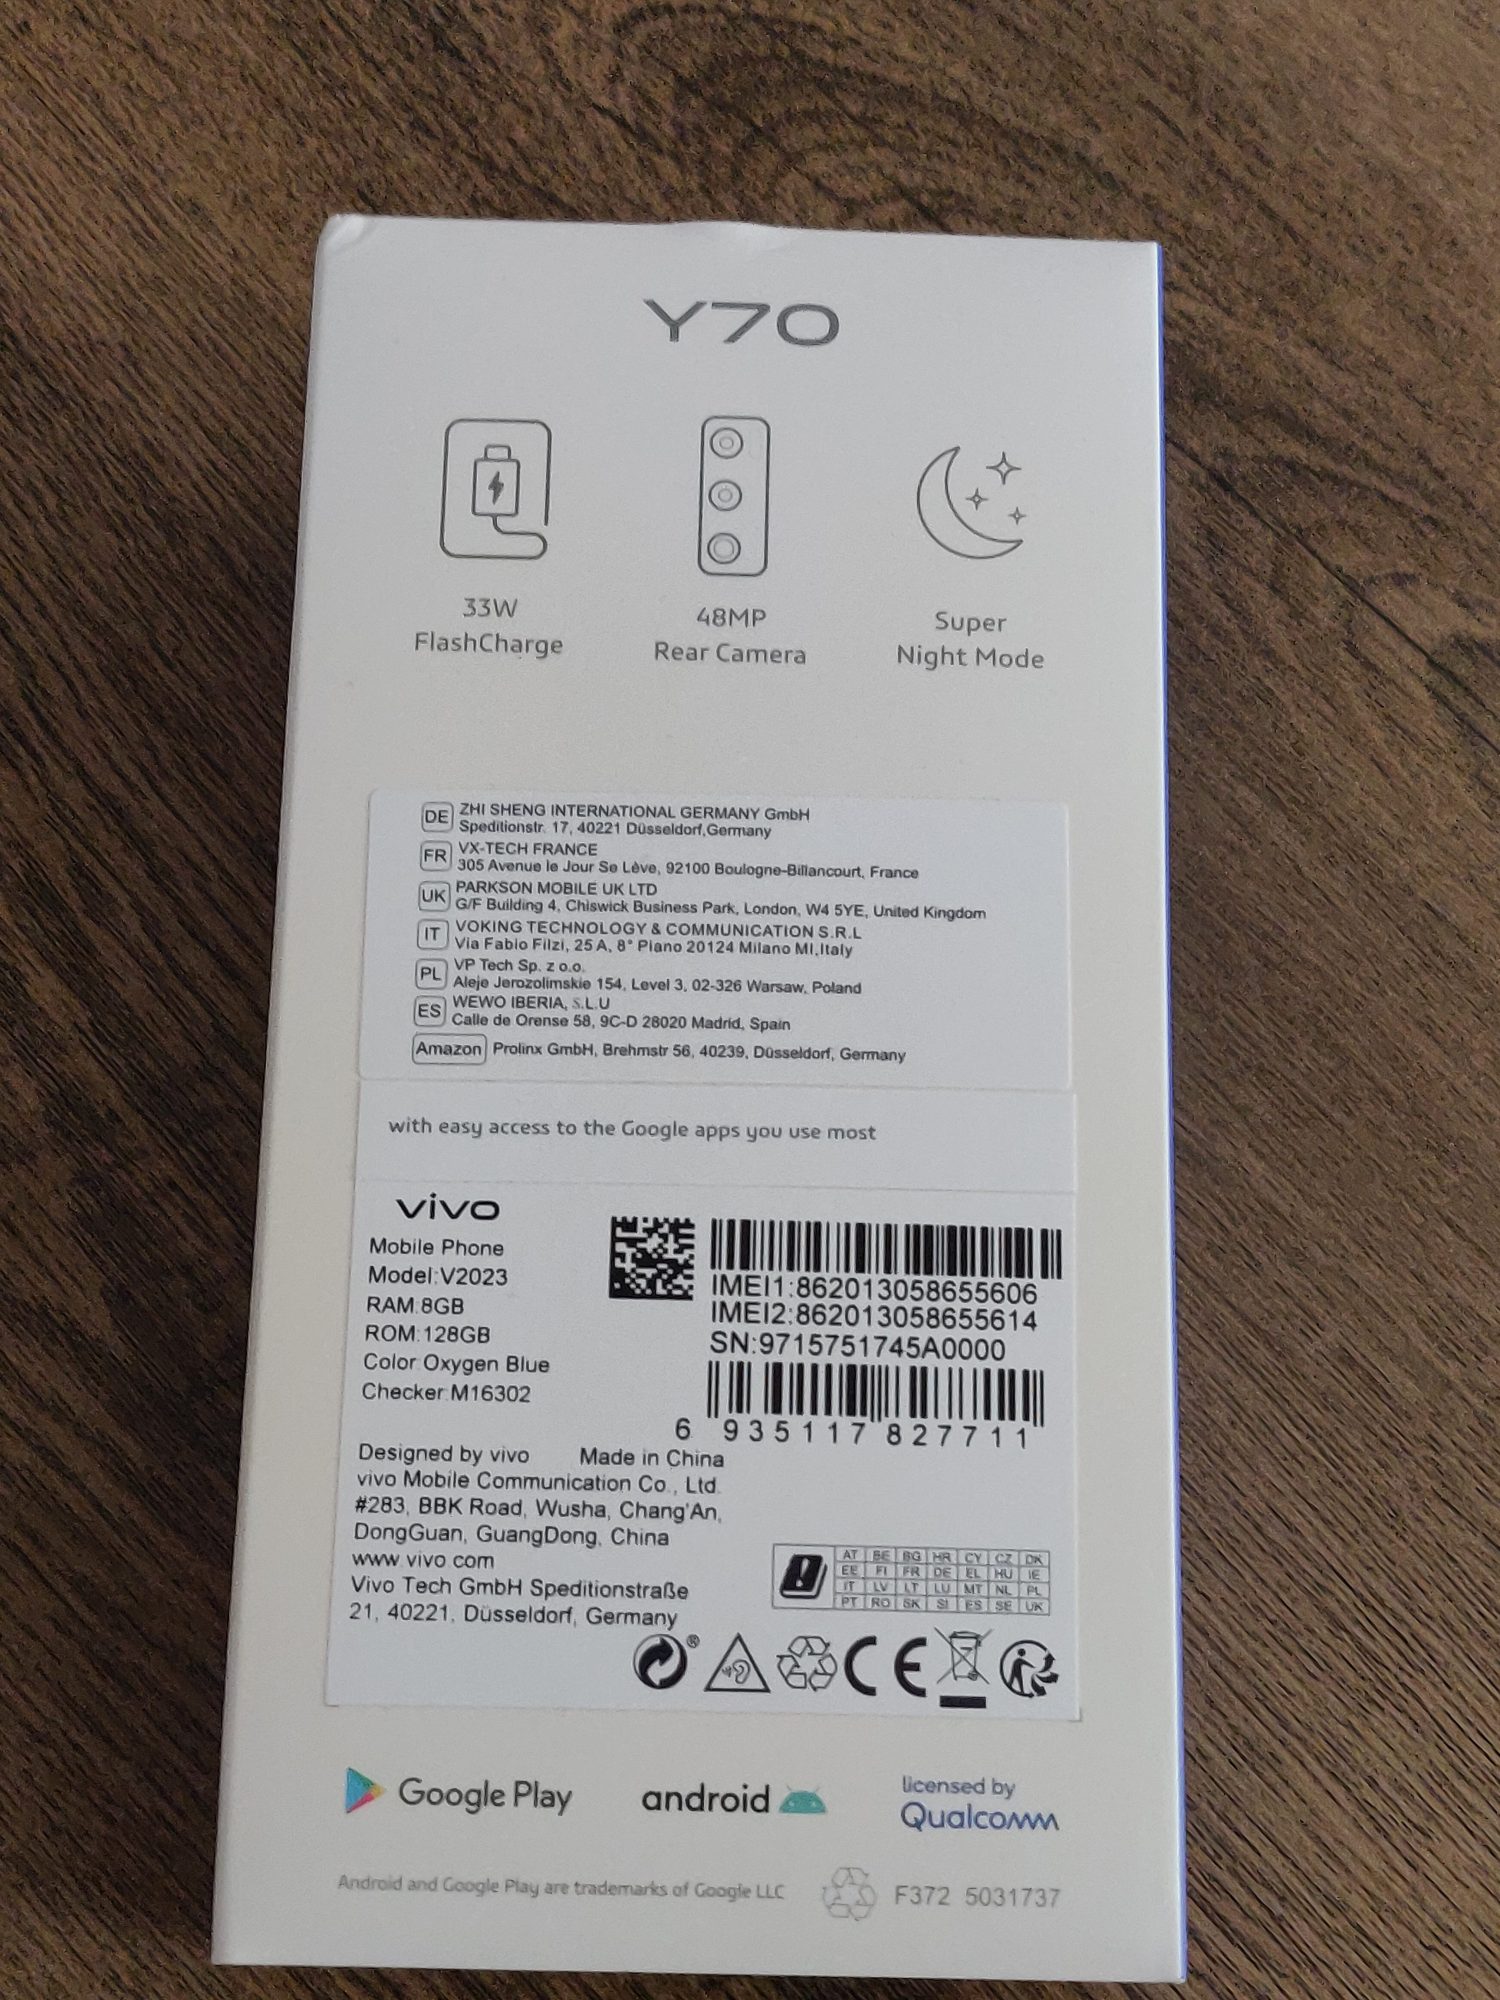 Y70
33W
FlashCharge
48MP
Rear Camera
Super
Night Mode
DE ZHI SHENG INTERNATIONAL GERMANY GmbH
Speditionstr. 17, 40221 Düsseldorf,Germany
FR VX-TECH FRANCE
305 Avenue le Jour Se Lève, 92100 Boulogne-Billancourt, France
UK PARKSON MOBILE UK LTD
G/F Building 4, Chiswick Business Park, London, W4 5YE, United Kingdom
IT VOKING TECHNOLOGY & COMMUNICATION S.R.L
Via Fabio Filzi, 25 A, 8° Piano 20124 Milano MI,Italy
PL VP Tech Sp. z o.o.
Aleje Jerozolimskie 154, Level 3, 02-326 Warsaw, Poland
ES WEWO IBERIA, S.L.U
Calle de Orense 58, 9C-D 28020 Madrid, Spain
Amazon Prolinx GmbH, Brehmstr 56, 40239, Düsseldorf, Germany
with easy access to the Google apps you use most
vivo
Mobile Phone
Model:V2023
RAM:8GB
ROM:128GB
Color:Oxygen Blue
Checker:M16302
IMEI1:862013058655606
IMEI2:862013058655614
SN:9715751745A0000
6 935117 827711
Designed by vivo Made in China
vivo Mobile Communication Co., Ltd.
#283, BBK Road, Wusha, Chang'An,
DongGuan, GuangDong, China
www.vivo.com
Vivo Tech GmbH Speditionstraße
21, 40221, Düsseldorf, Germany
AT BE BG HR CY CZ DK
EE FI FR DE EL HU IE
IT LV LT LU MT NL PL
PT RO SK SI ES SE UK
CE
Google Play
android
licensed by
Qualcomm
Android and Google Play are trademarks of Google LLC
F372 5031737